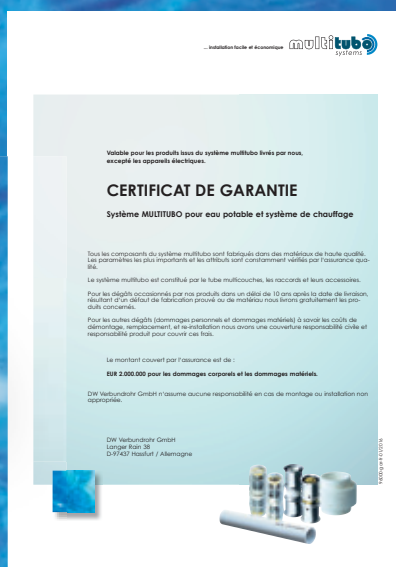 ... installation facile et économique
multitubo
systems
Valable pour les produits issus du système multitubo livrés par nous,
excepté les appareils électriques.
CERTIFICAT DE GARANTIE
Système MULTITUBO pour eau potable et système de chauffage
Tous les composants du système multitubo sont fabriqués dans des matériaux de haute qualité.
Les paramètres les plus importants et les attributs sont constamment vérifiés par l'assurance qua-
lité.
Le système multitubo est constitué par le tube multicouches, les raccords et leurs accessoires.
Pour les dégâts occasionnés par nos produits dans un délai de 10 ans après la date de livraison,
résultant d'un défaut de fabrication prouvé ou de matériau nous livrons gratuitement les pro-
duits concernés.
Pour les autres dégâts (dommages personnels et dommages matériels) à savoir les coûts de
démontage, remplacement, et re-installation nous avons une couverture responsabilité civile et
responsabilité produit pour couvrir ces frais.
Le montant couvert par l'assurance est de :
EUR 2.000.000 pour les dommages corporels et les dommages matériels.
DW Verbundrohr GmbH n'assume aucune responsabilité en cas de montage ou installation non
appropriée.
DW Verbundrohr GmbH
Langer Rain 38
D-97437 Hassfurt / Allemagne